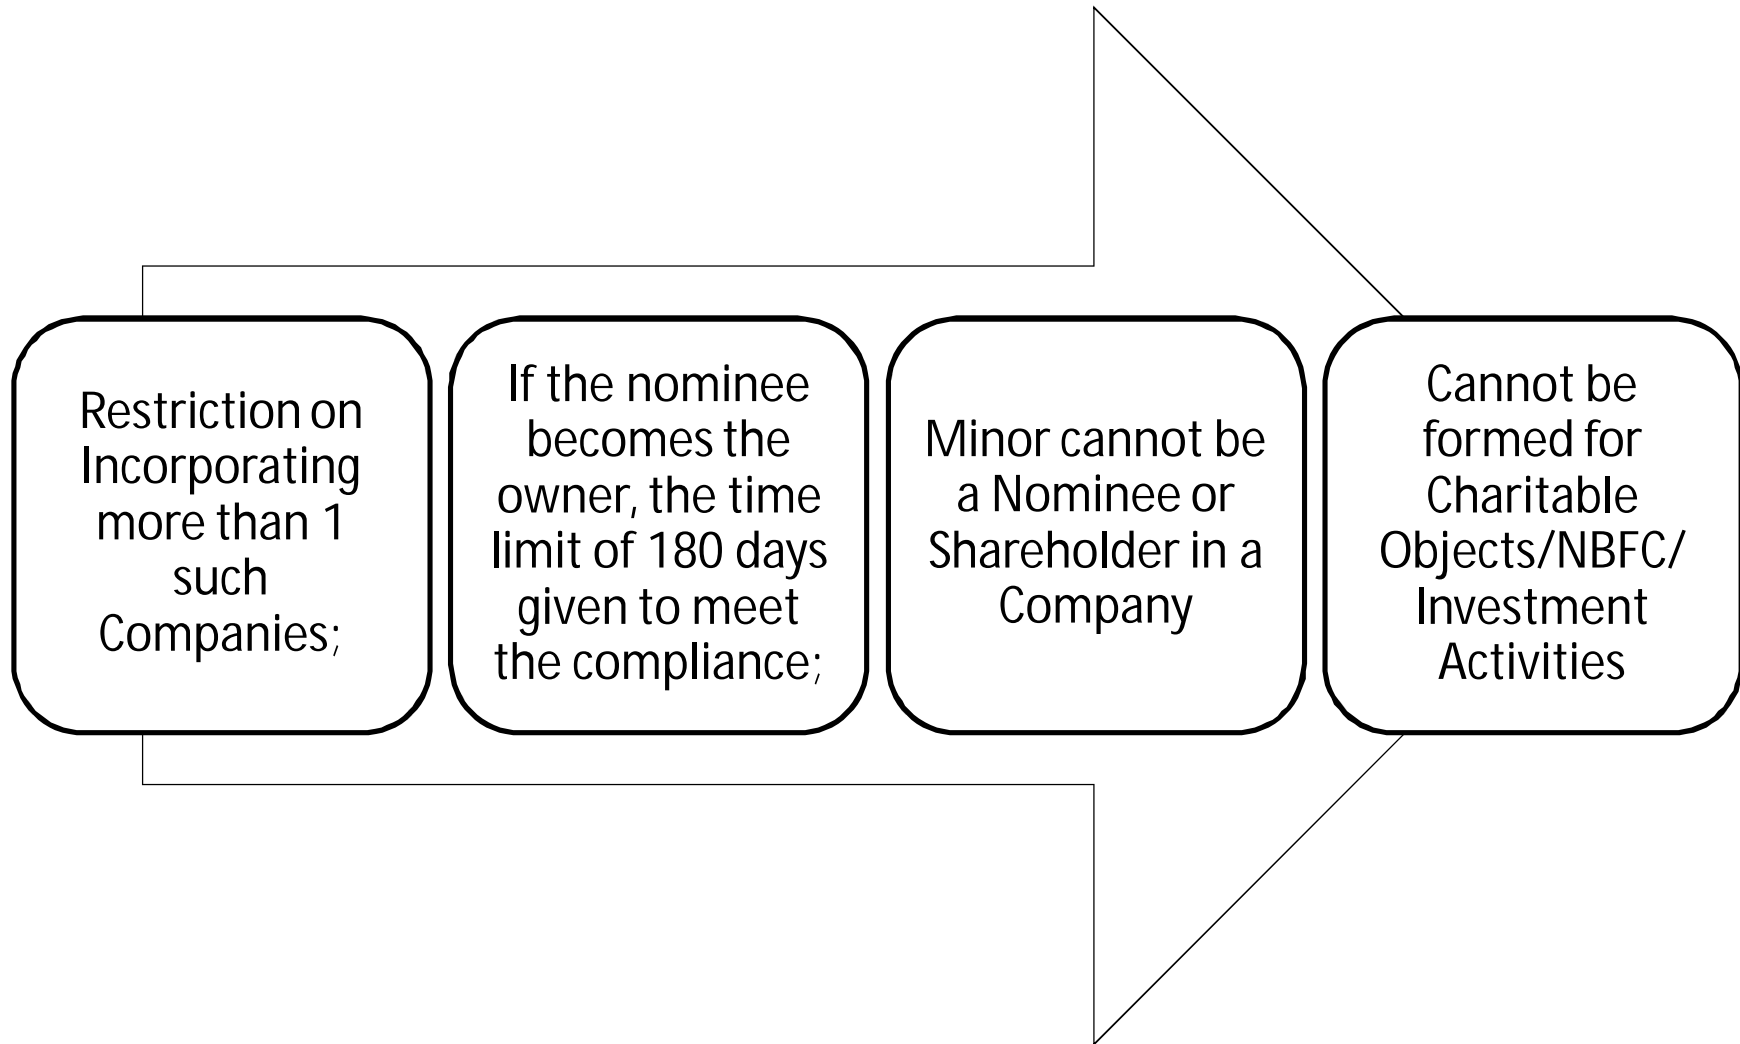 Restriction on
Incorporating
more than 1
such
Companies;
If the nominee
becomes the
owner, the time
limit of 180 days
given to meet
the compliance;
Minor cannot be
a Nominee or
Shareholder in a
Company
Cannot be
formed for
Charitable
Objects/NBFC/
Investment
Activities